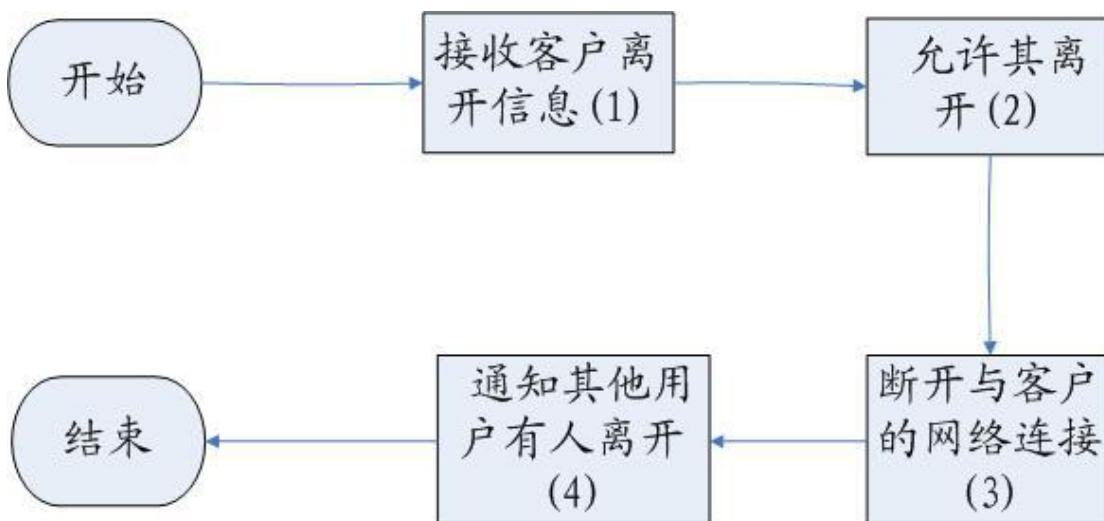 开始
接收客户离
开信息(1)
允许其离
开(2)
断开与客户
的网络连接
(3)
通知其他用
户有人离开
(4)
结束